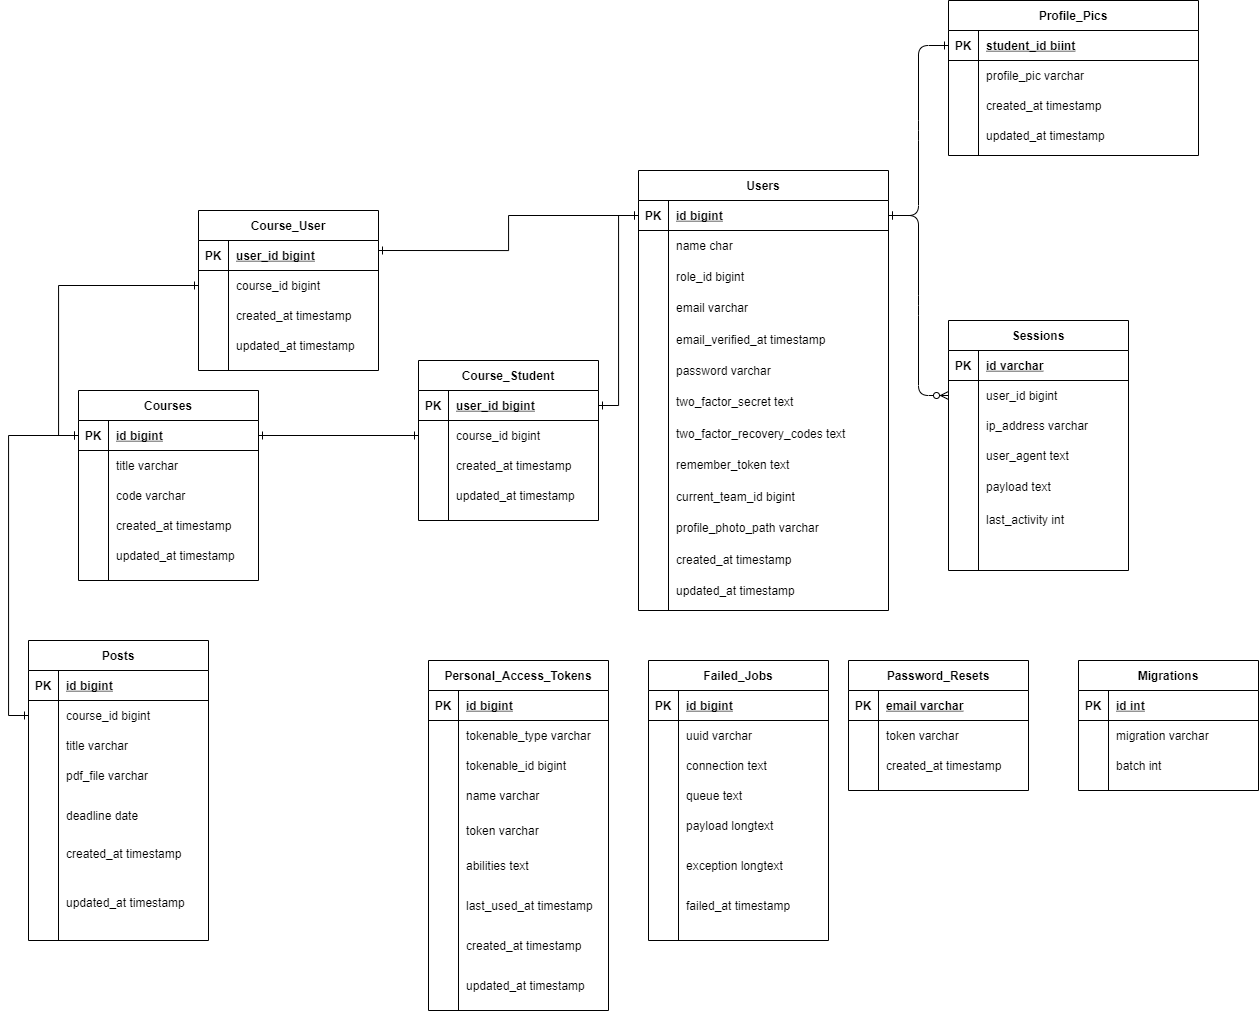 Profile_Pics
PK student_id biint
profile_pic varchar
created_at timestamp
updated_at timestamp
Users
PK id bigint
name char
role_id bigint
email varchar
email_verified_at timestamp
password varchar
two_factor_secret text
two_factor_recovery_codes text
remember_token text
current_team_id bigint
profile_photo_path varchar
created_at timestamp
updated_at timestamp
Course_User
PK user_id bigint
course_id bigint
created_at timestamp
updated_at timestamp
Sessions
PK id varchar
user_id bigint
ip_address varchar
user_agent text
payload text
last_activity int
Course_Student
PK user_id bigint
course_id bigint
created_at timestamp
updated_at timestamp
Courses
PK id bigint
title varchar
code varchar
created_at timestamp
updated_at timestamp
Posts
PK id bigint
course_id bigint
title varchar
pdf_file varchar
deadline date
created_at timestamp
updated_at timestamp
Personal_Access_Tokens
PK id bigint
tokenable_type varchar
tokenable_id bigint
name varchar
token varchar
abilities text
last_used_at timestamp
created_at timestamp
updated_at timestamp
Failed_Jobs
PK id bigint
uuid varchar
connection text
queue text
payload longtext
exception longtext
failed_at timestamp
Password_Resets
PK email varchar
token varchar
created_at timestamp
Migrations
PK id int
migration varchar
batch int